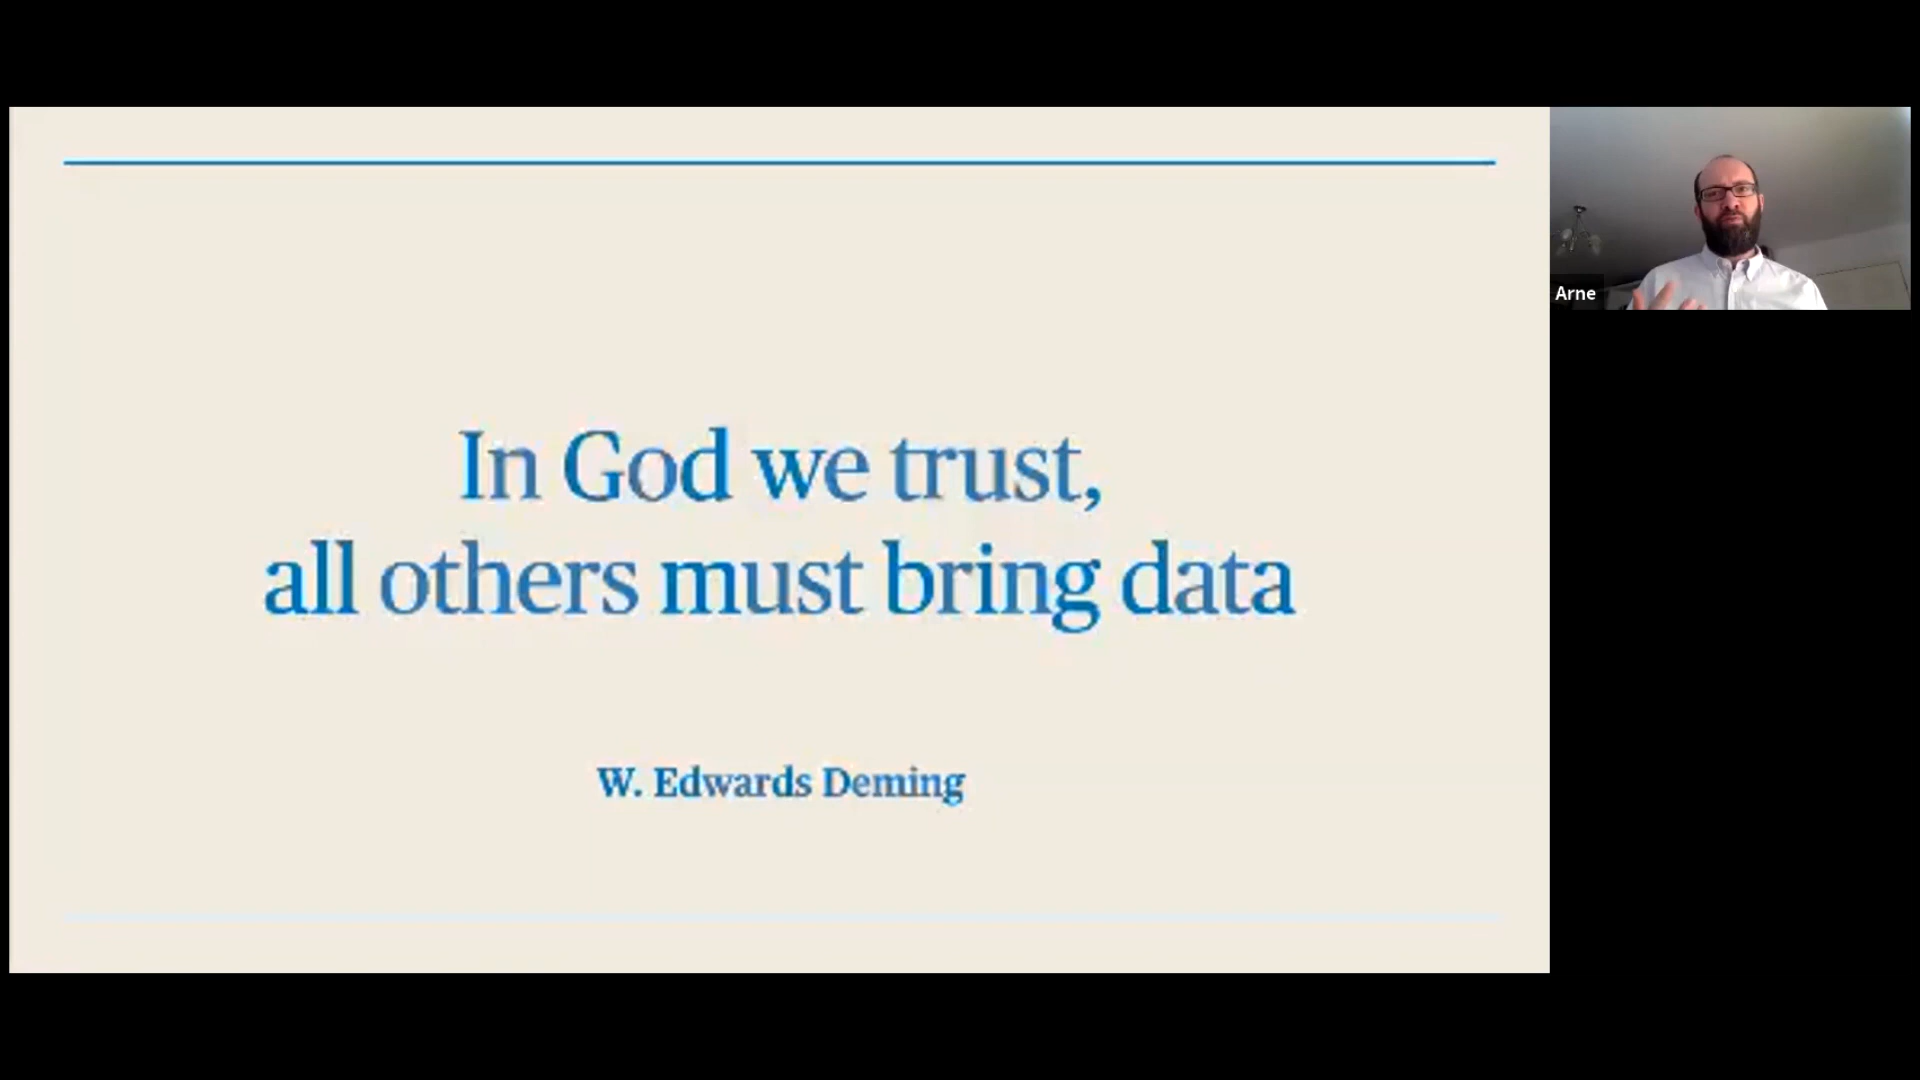 In God we trust,
all others must bring data
W. Edwards Deming
Arne